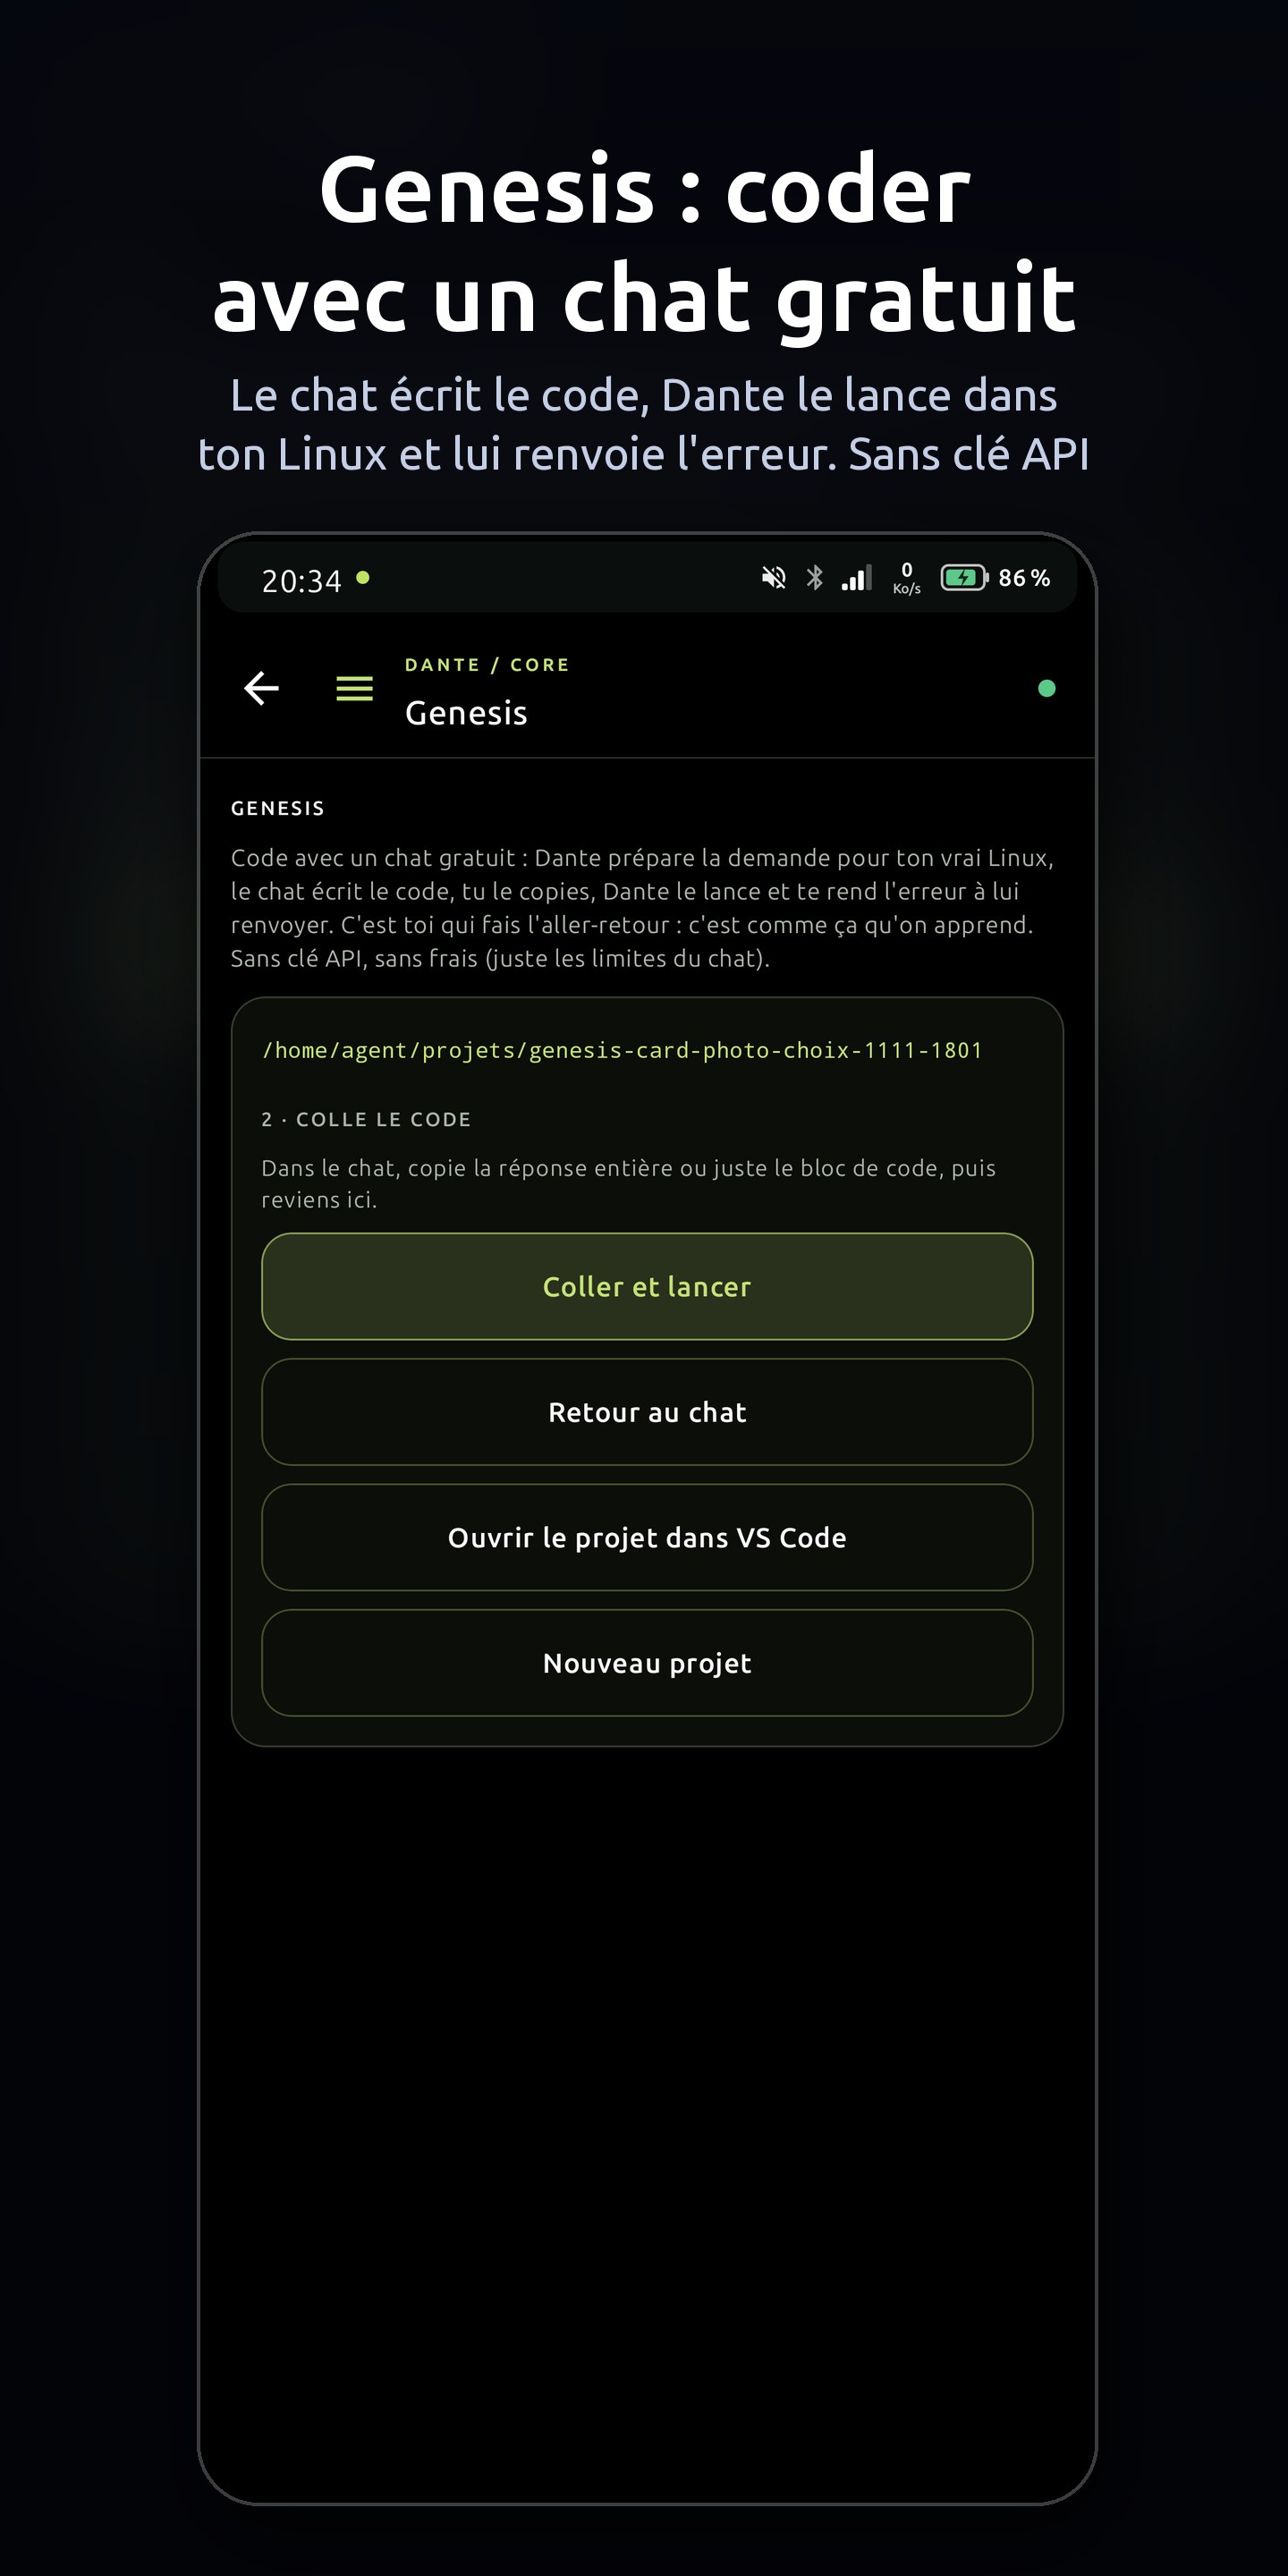 Genesis : coder
avec un chat gratuit
Le chat écrit le code, Dante le lance dans
ton Linux et lui renvoie l'erreur. Sans clé API
20:34
0
Ko/s
86 %
DANTE / CORE
Genesis
GENESIS
Code avec un chat gratuit : Dante prépare la demande pour ton vrai Linux,
le chat écrit le code, tu le copies, Dante le lance et te rend l'erreur à lui
renvoyer. C'est toi qui fais l'aller-retour : c'est comme ça qu'on apprend.
Sans clé API, sans frais (juste les limites du chat).
/home/agent/projets/genesis-card-photo-choix-1111-1801
2 · COLLE LE CODE
Dans le chat, copie la réponse entière ou juste le bloc de code, puis
reviens ici.
Coller et lancer
Retour au chat
Ouvrir le projet dans VS Code
Nouveau projet